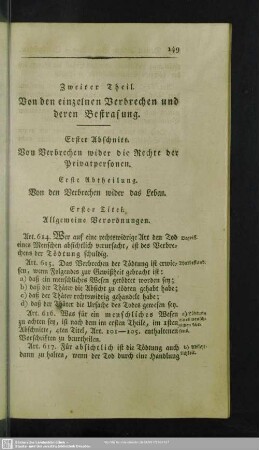 149
Zweiter Theil.
Von den einzelnen Verbrechen und
deren Bestrafung.
Erster Abschnitt.
Von Verbrechen wider die Rechte der
Privatpersonen.
Erste Abtheilung.
Von den Verbrechen wider das Leben.
Erster Titel.
Allgemeine Verordnungen.
Art. 614. Wer auf eine rechtswidrige Art den Tod
eines Menschen absichtlich verursacht, ist des Verbre-
chens der Tödtung schuldig.
Art. 615. Das Verbrechen der Tödtung ist erwie-
sen, wenn Folgendes zur Gewißheit gebracht ist:
a) daß ein menschliches Wesen getödtet worden sey;
b) daß der Thäter die Absicht zu tödten gehabt habe;
c) daß der Thäter rechtswidrig gehandelt habe;
d) daß der Thäter die Ursache des Todes gewesen sey.
Art. 616. Was für ein menschliches Wesen
zu achten sey, ist nach den im ersten Theile, im ersten
Abschnitte, 4ten Titel, Art. 101—105. enthaltenen
Vorschriften zu beurtheilen.
Art. 617. Für absichtlich ist die Tödtung auch
dann zu halten, wenn der Tod durch eine Handlung